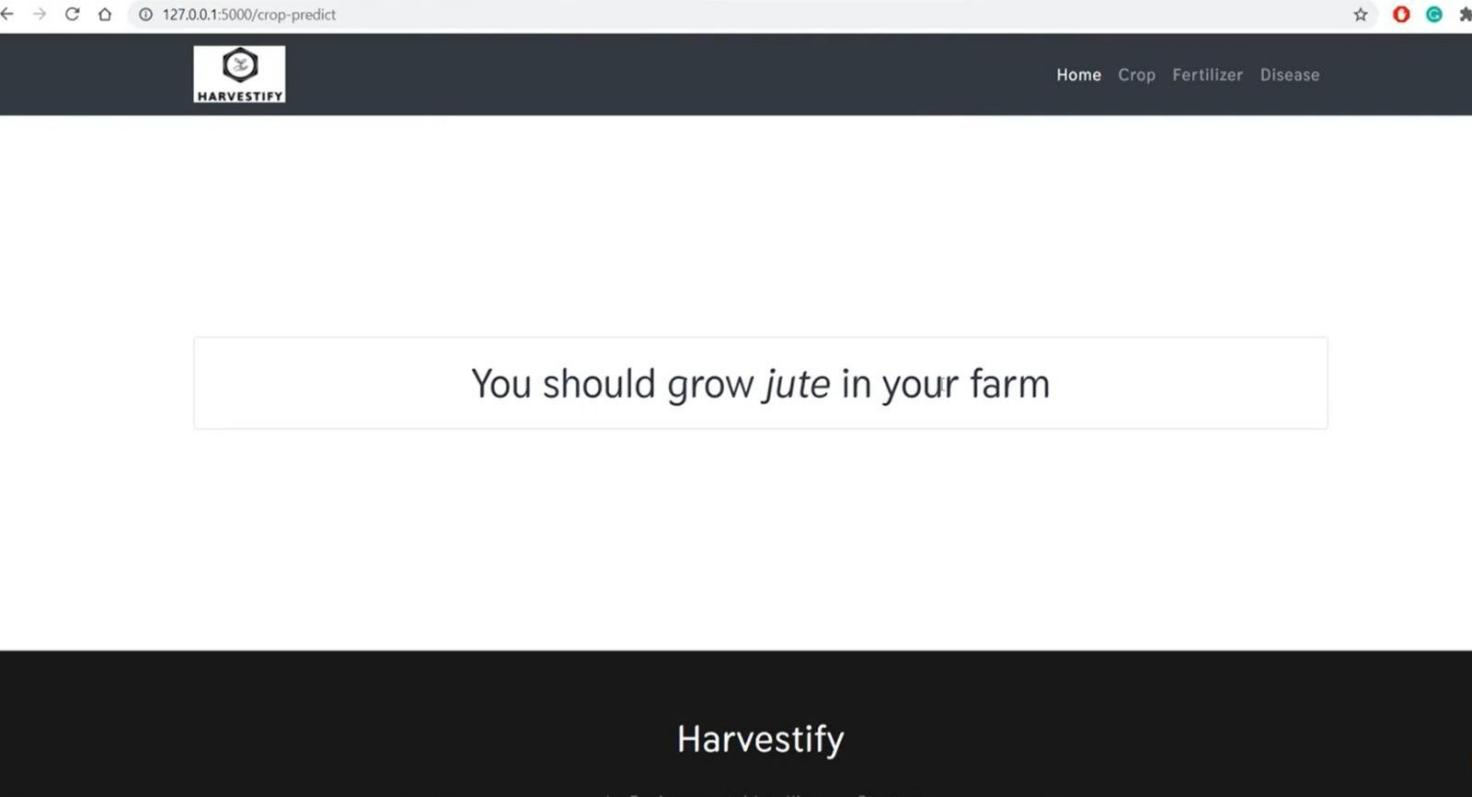 127.0.0.1:5000/crop-predict
HARVESTIFY
Home Crop Fertilizer Disease
You should grow jute in your farm
Harvestify